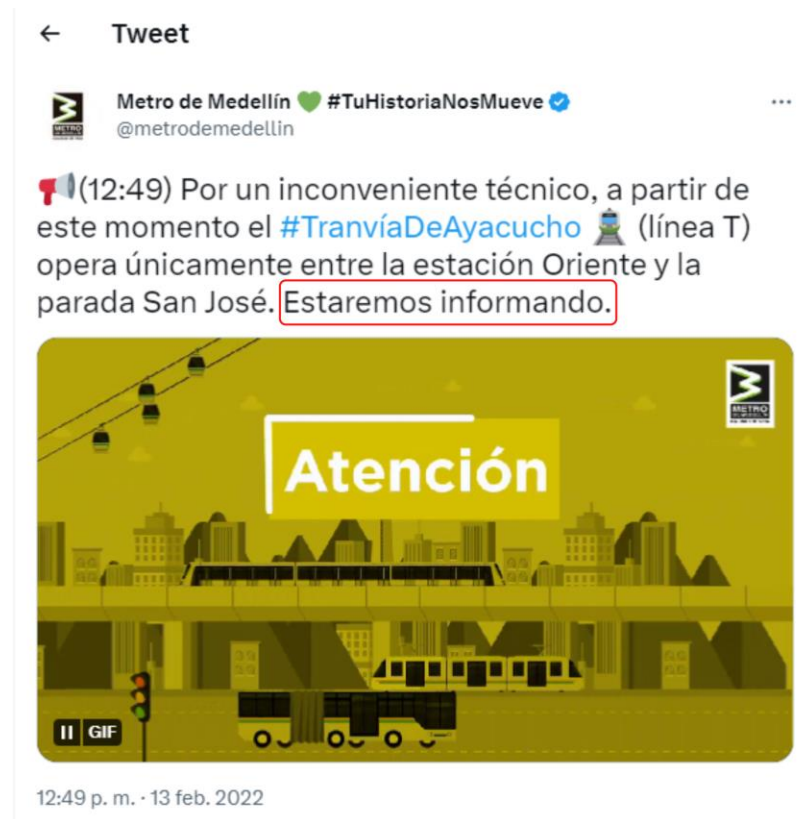 ← Tweet
Metro de Medellín 💚 #TuHistoriaNosMueve
@metrodemedellin
📢(12:49) Por un inconveniente técnico, a partir de
este momento el #TranvíaDeAyacucho 🚊 (línea T)
opera únicamente entre la estación Oriente y la
parada San José. Estaremos informando.
METRO
Atención
GIF
12:49 p. m. · 13 feb. 2022